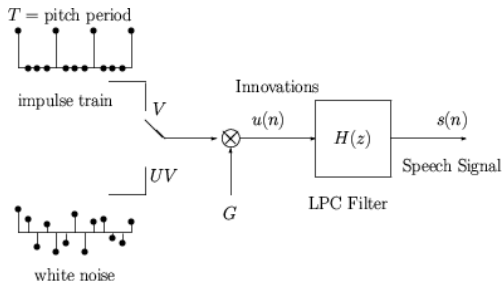 T = pitch period
impulse train
V
Innovations
u(n)
H(z)
s(n)
Speech Signal
UV
G
LPC Filter
white noise